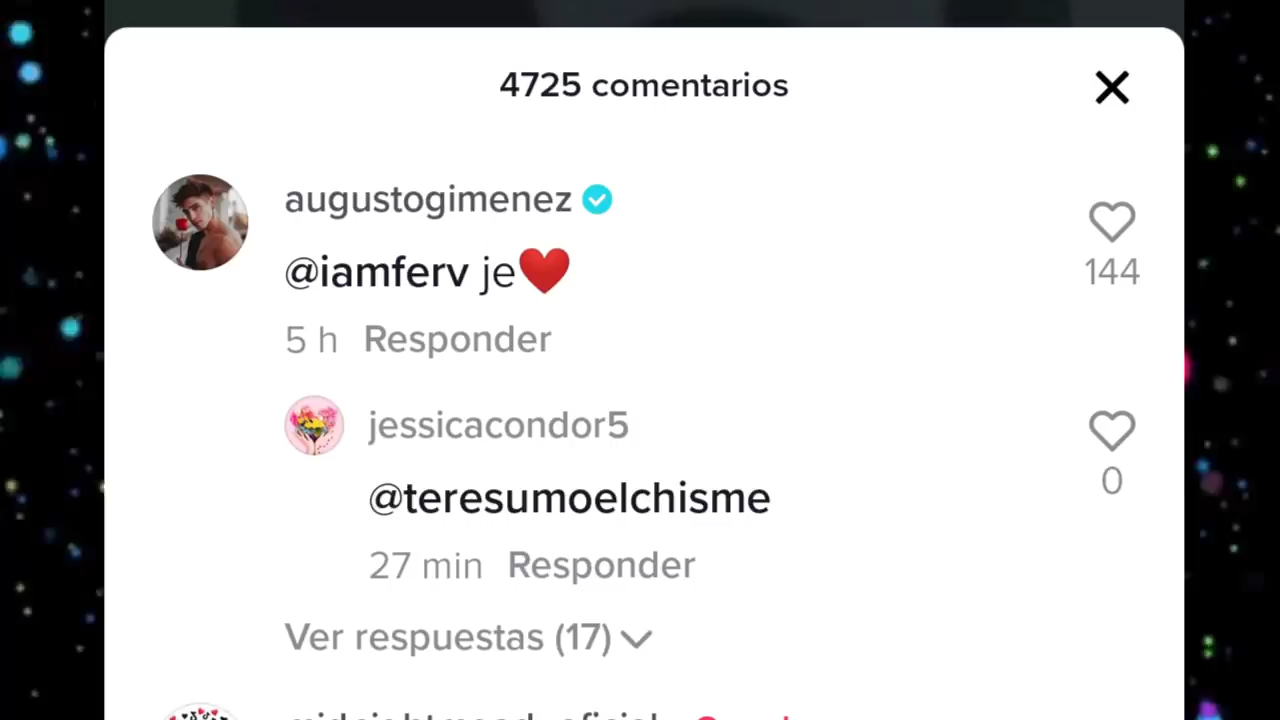 4725 comentarios
augustogimenez
@iamferv je❤️
144
5 h Responder
jessicacondor5
@teresumoelchisme
0
27 min Responder
Ver respuestas (17)